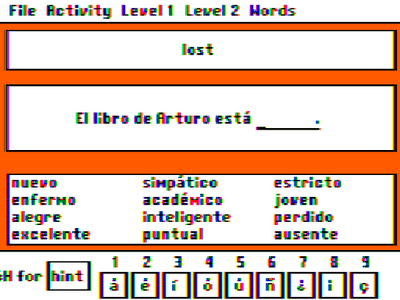 File Activity Level 1 Level 2 Words
lost
El libro de Arturo está ______.
nuevo simpático estricto
enfermo académico joven
alegre inteligente perdido
excelente puntual ausente
1 2 3 4 5 6 7 8 9
H for hint á é í ó ú ñ ¿ ¡ ç